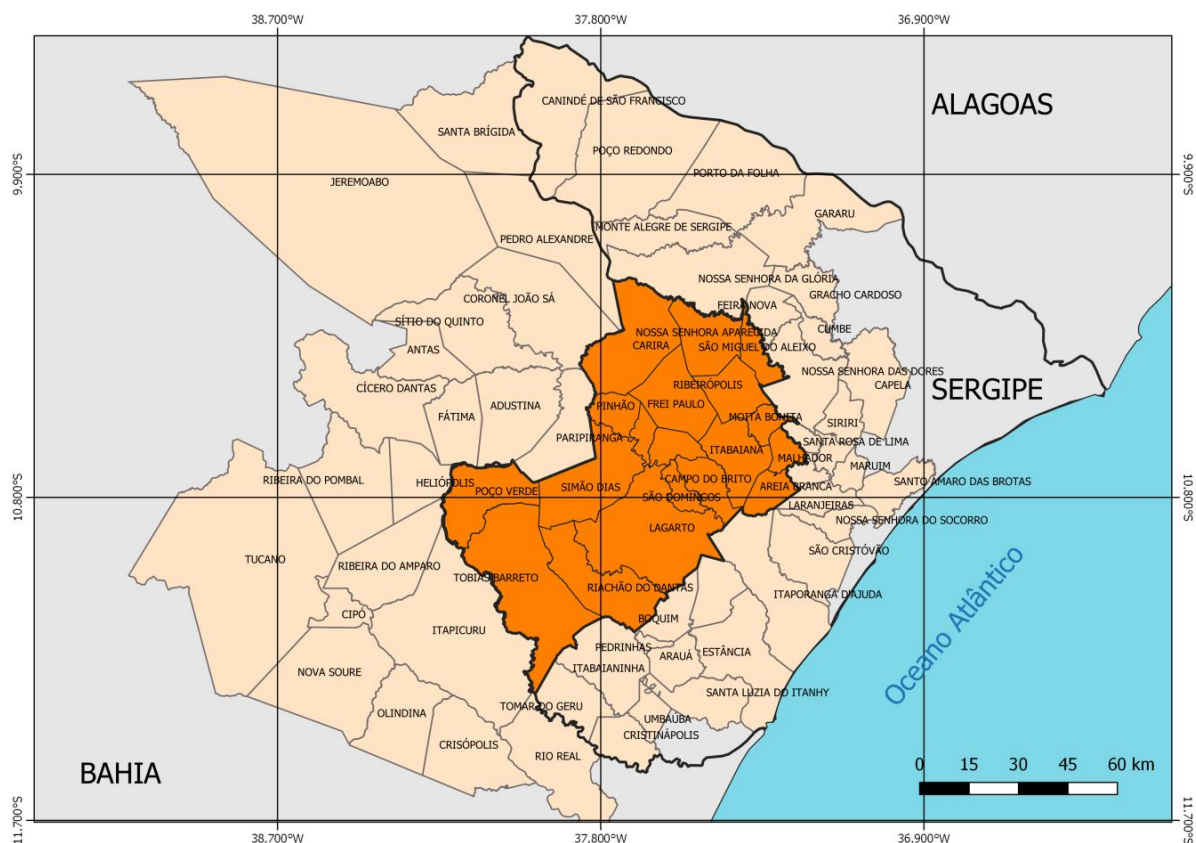 38.700°W 37.800°W 36.900°W
ALAGOAS
CANINDÉ DE SÃO FRANCISCO
SANTA BRÍGIDA
POÇO REDONDO
9.900°S
9.900°S
PORTO DA FOLHA
JEREMOABO
GARARU
MONTE ALEGRE DE SERGIPE
PEDRO ALEXANDRE
NOSSA SENHORA DA GLÓRIA
GRACHO CARDOSO
CORONEL JOÃO SÁ
FEIRA NOVA
SÍTIO DO QUINTO
CUMBE
NOSSA SENHORA APARECIDA
CARIRA
SÃO MIGUEL DO ALEIXO
ANTAS
NOSSA SENHORA DAS DORES
CÍCERO DANTAS
RIBEIRÓPOLIS
CAPELA
SERGIPE
ADUSTINA
PINHÃO
FREI PAULO
FÁTIMA
MOITA BONITA
SIRIRI
PARIPIRANGA
SANTA ROSA DE LIMA
ITABAIANA
MALHADOR
MARUIM
RIBEIRA DO POMBAL
HELIÓPOLIS
CAMPO DO BRITO
SANTO AMARO DAS BROTAS
POÇO VERDE
SIMÃO DIAS
AREIA BRANCA
SÃO DOMINGOS
10.800°S
10.800°S
LARANJEIRAS
NOSSA SENHORA DO SOCORRO
LAGARTO
SÃO CRISTÓVÃO
TUCANO
RIBEIRA DO AMPARO
TOBIAS BARRETO
RIACHÃO DO DANTAS
ITAPORANGA D'AJUDA
CIPÓ
BOQUIM
ITAPICURU
Oceano Atlântico
PEDRINHAS
ARAUÁ
ESTÂNCIA
ITABAIANINHA
NOVA SOURE
SANTA LUZIA DO ITANHY
TOMAR DO GERU
OLINDINA
UMBAÚBA
CRISTINÁPOLIS
CRISÓPOLIS
RIO REAL
BAHIA
0 15 30 45 60 km
11.700°S
11.700°S
38.700°W 37.800°W 36.900°W